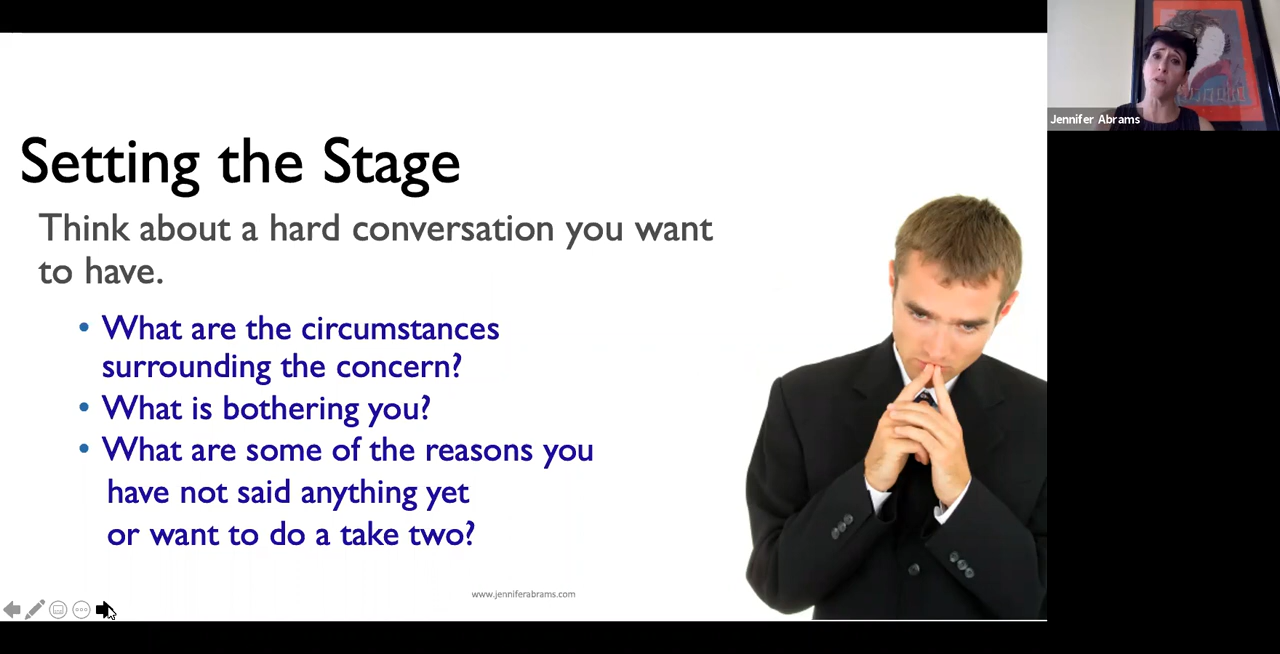 Setting the Stage
Think about a hard conversation you want
to have.
• What are the circumstances
surrounding the concern?
• What is bothering you?
• What are some of the reasons you
have not said anything yet
or want to do a take two?
www.jenniferabrams.com
Jennifer Abrams